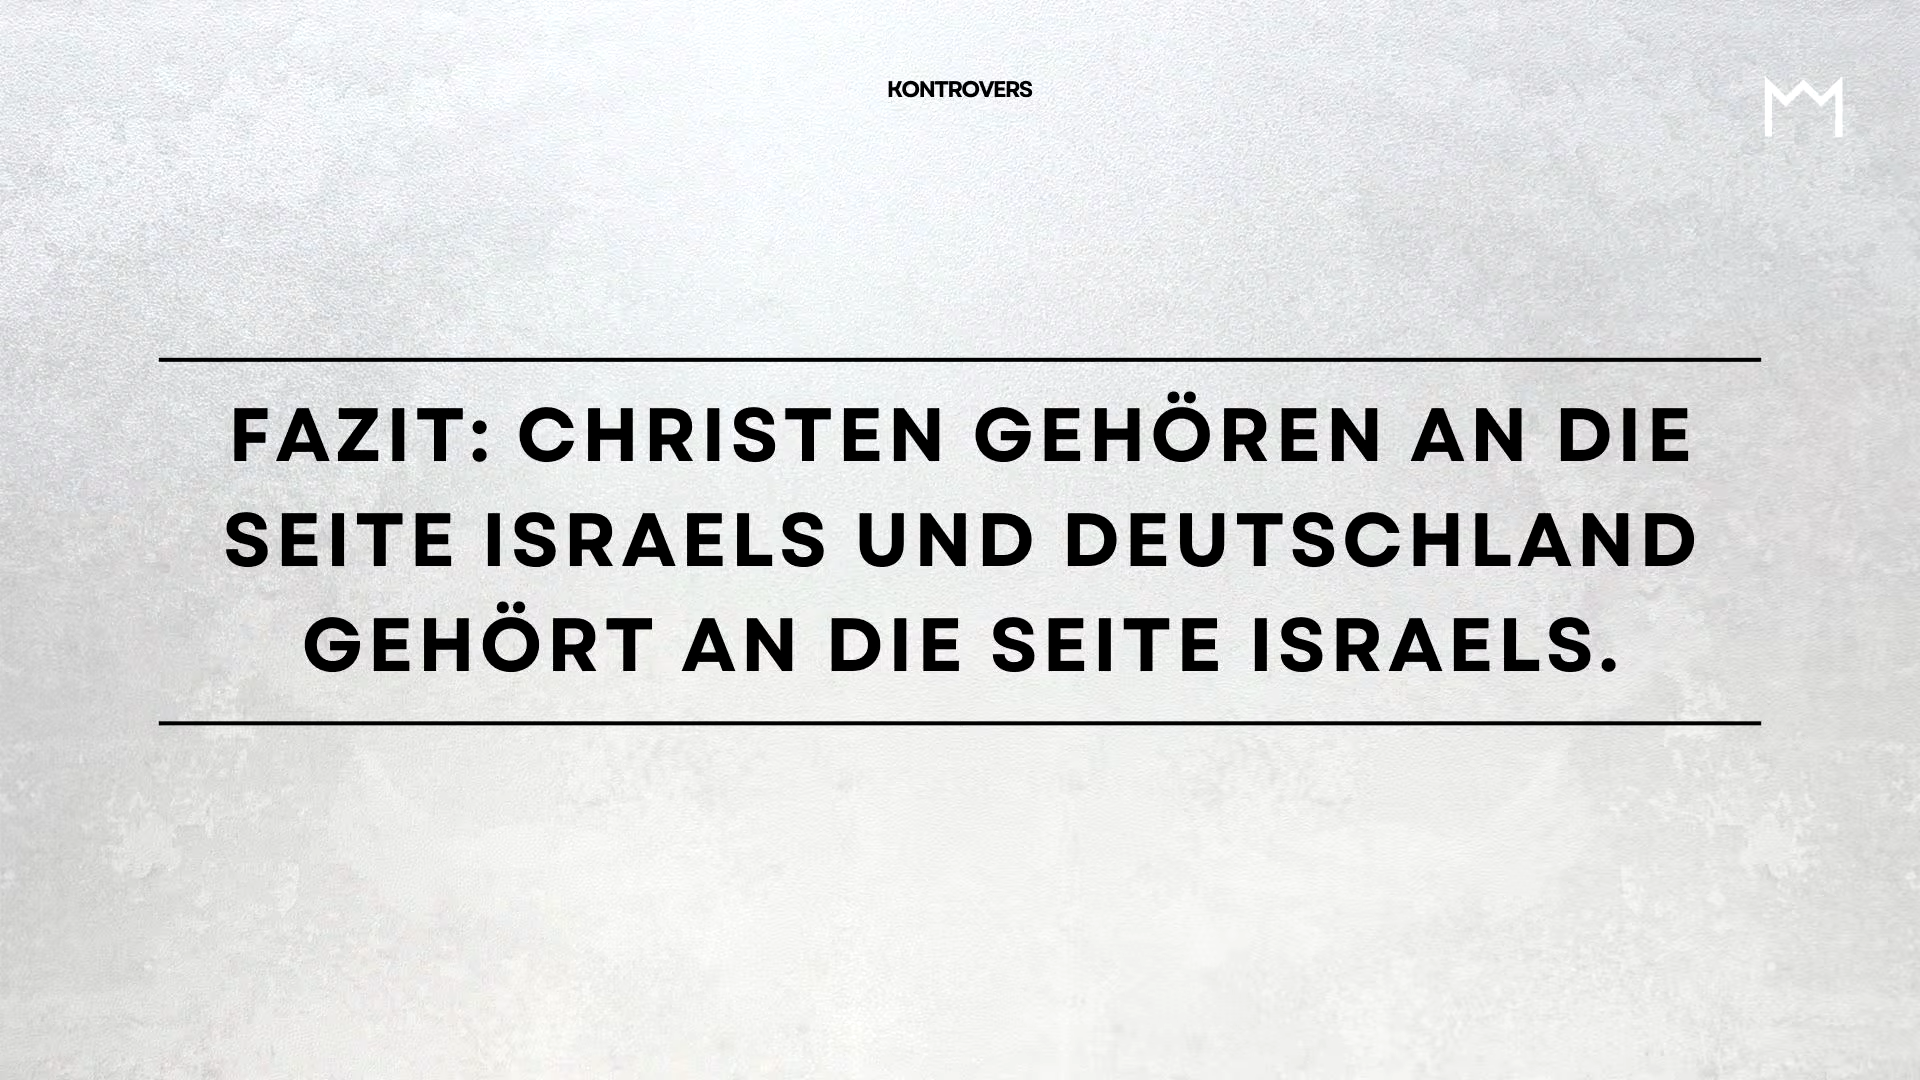 KONTROVERS
FAZIT: CHRISTEN GEHÖREN AN DIE
SEITE ISRAELS UND DEUTSCHLAND
GEHÖRT AN DIE SEITE ISRAELS.